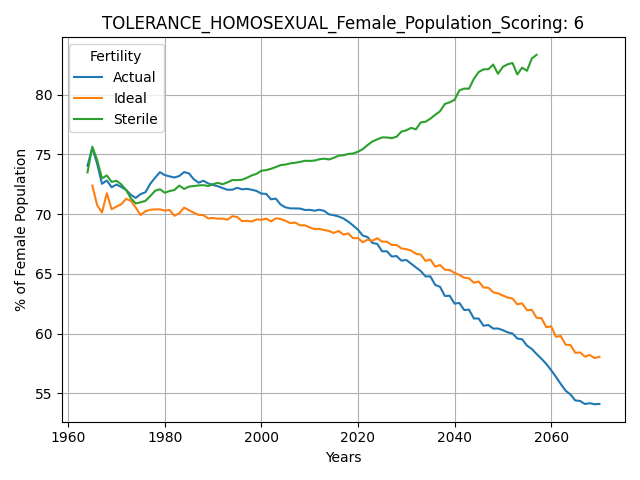 TOLERANCE_HOMOSEXUAL_Female_Population_Scoring: 6
Fertility
Actual
Ideal
Sterile
% of Female Population
80
75
70
65
60
55
1960
1980
2000
2020
2040
2060
Years